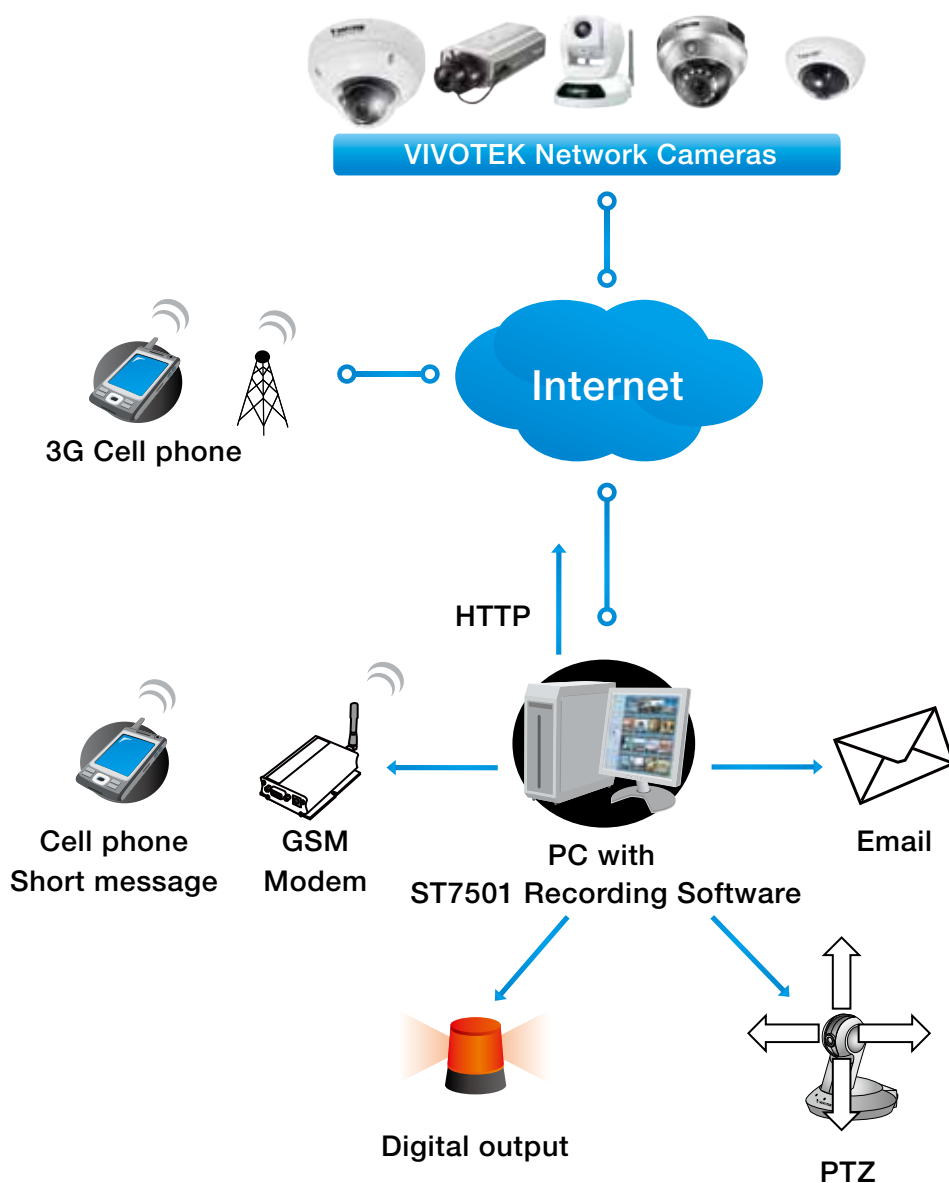 VIVOTEK Network Cameras
Internet
3G Cell phone
HTTP
Cell phone
Short message
GSM
Modem
PC with
ST7501 Recording Software
Email
Digital output
PTZ